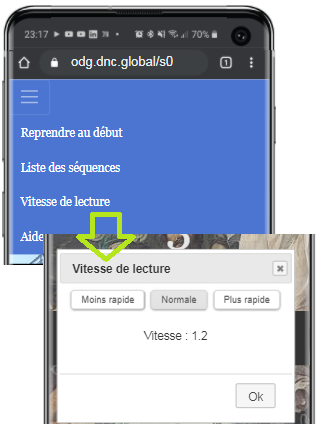 23:17
70%
odg.dnc.global/s0
1
Reprendre au début
Liste des séquences
Vitesse de lecture
Aide
Vitesse de lecture
Moins rapide Normale Plus rapide
Vitesse : 1.2
Ok